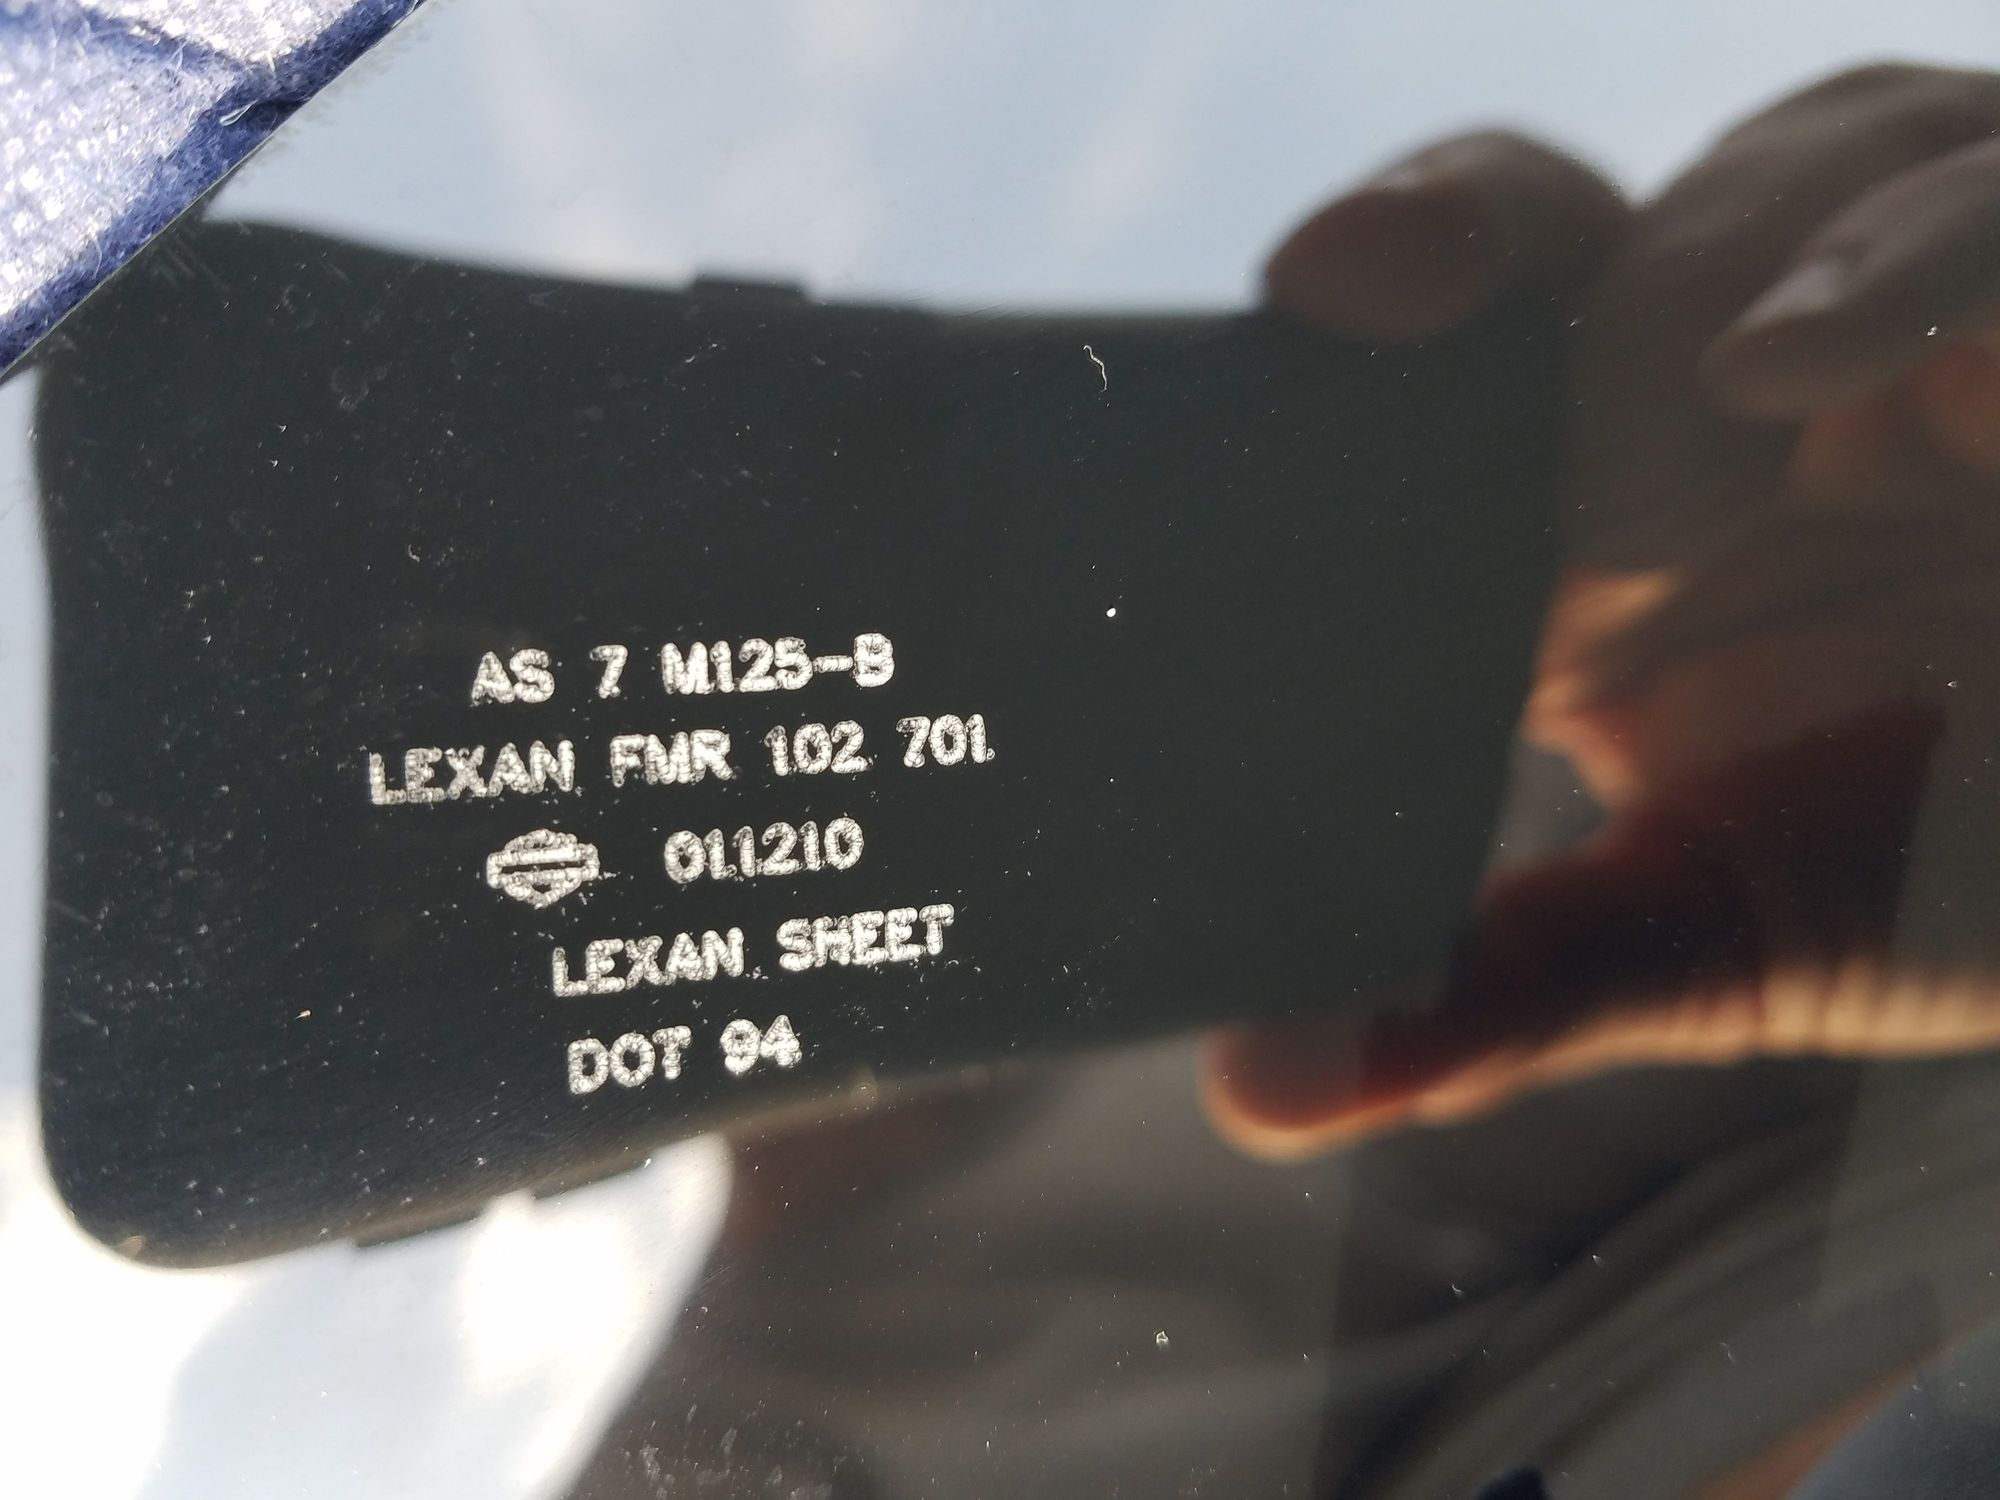 AS 7 M125-B
LEXAN FMR 102 701
011210
LEXAN SHEET
DOT 94